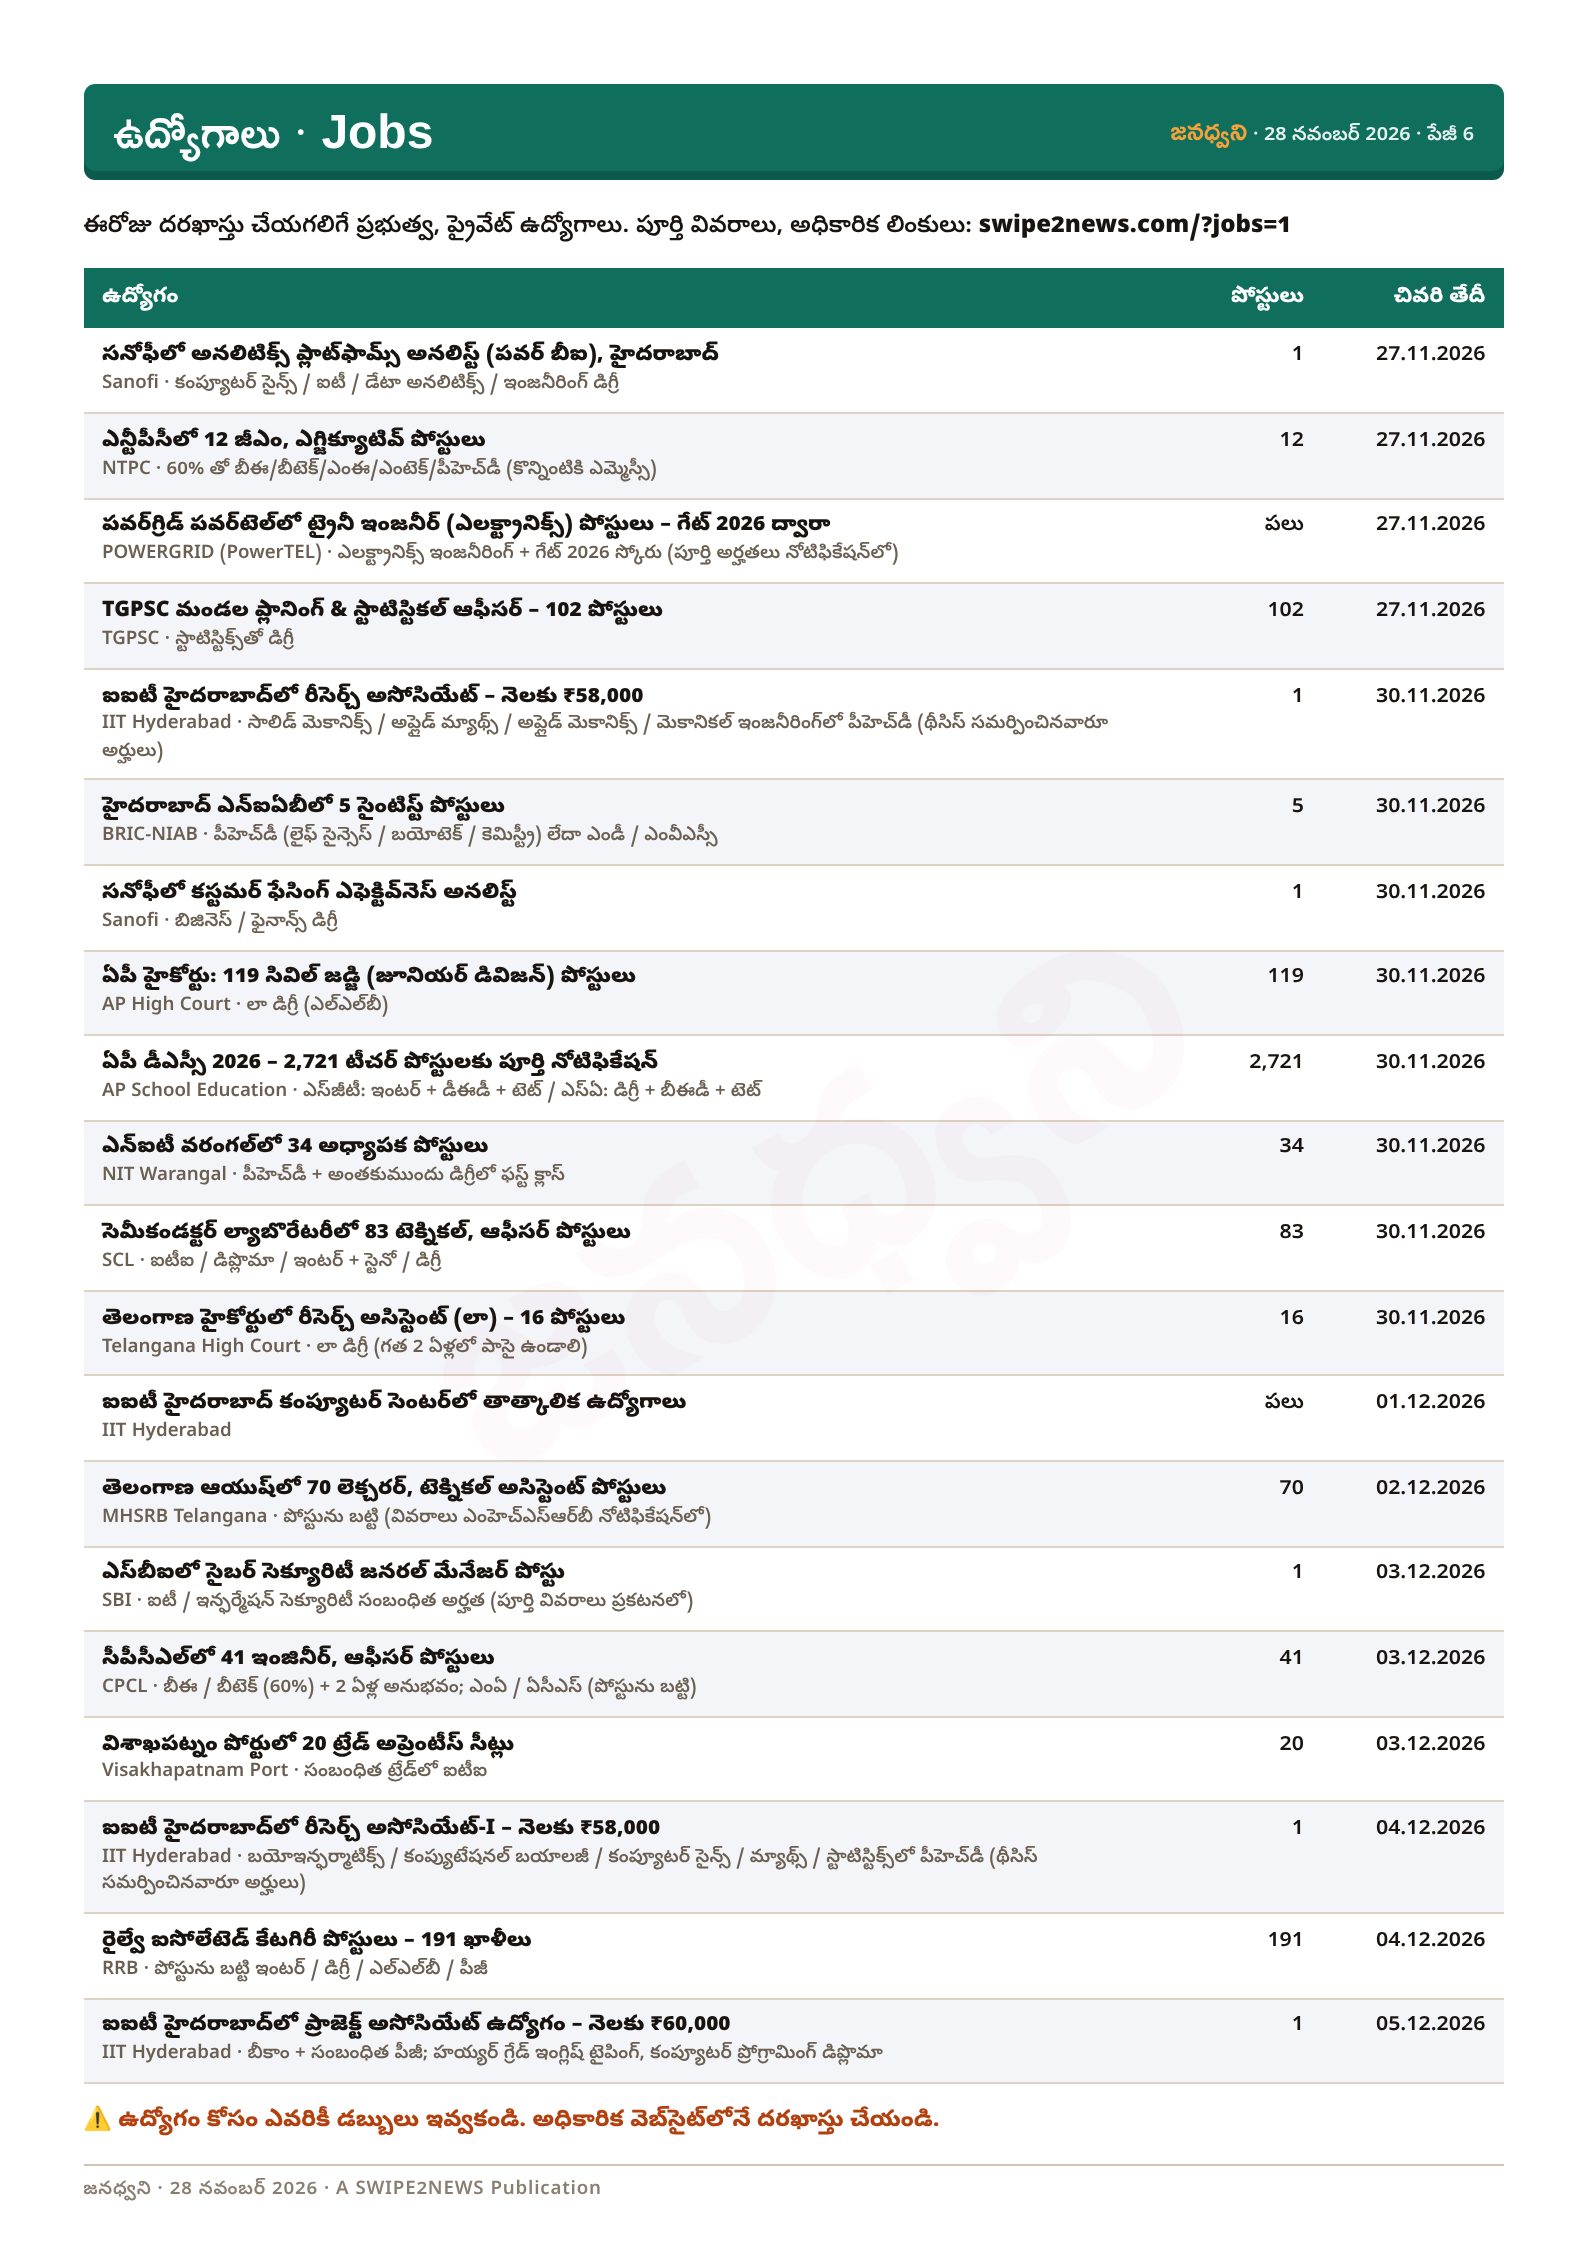 ఉద్యోగాలు · Jobs
జనధ్వని · 28 నవంబర్ 2026 · పేజీ 6
ఈరోజు దరఖాస్తు చేయగలిగే ప్రభుత్వ, ప్రైవేట్ ఉద్యోగాలు. పూర్తి వివరాలు, అధికారిక లింకులు: swipe2news.com/?jobs=1
ఉద్యోగం పోస్టులు చివరి తేదీ
సనోఫీలో అనలిటిక్స్ ప్లాట్‌ఫామ్స్ అనలిస్ట్ (పవర్ బీఐ), హైదరాబాద్ 1 27.11.2026
Sanofi · కంప్యూటర్ సైన్స్ / ఐటీ / డేటా అనలిటిక్స్ / ఇంజనీరింగ్ డిగ్రీ
ఎన్టీపీసీలో 12 జీఎం, ఎగ్జిక్యూటివ్ పోస్టులు 12 27.11.2026
NTPC · 60% తో బీఈ/బీటెక్/ఎంఈ/ఎంటెక్/పీహెచ్‌డీ (కొన్నింటికి ఎమ్మెస్సీ)
పవర్‌గ్రిడ్ పవర్‌టెల్‌లో ట్రైనీ ఇంజనీర్ (ఎలక్ట్రానిక్స్) పోస్టులు – గేట్ 2026 ద్వారా పలు 27.11.2026
POWERGRID (PowerTEL) · ఎలక్ట్రానిక్స్ ఇంజనీరింగ్ + గేట్ 2026 స్కోరు (పూర్తి అర్హతలు నోటిఫికేషన్‌లో)
TGPSC మండల ప్లానింగ్ & స్టాటిస్టికల్ ఆఫీసర్ – 102 పోస్టులు 102 27.11.2026
TGPSC · స్టాటిస్టిక్స్‌తో డిగ్రీ
ఐఐటీ హైదరాబాద్‌లో రీసెర్చ్ అసోసియేట్ – నెలకు ₹58,000 1 30.11.2026
IIT Hyderabad · సాలిడ్ మెకానిక్స్ / అప్లైడ్ మ్యాథ్స్ / అప్లైడ్ మెకానిక్స్ / మెకానికల్ ఇంజనీరింగ్‌లో పీహెచ్‌డీ (థీసిస్ సమర్పించినవారూ
అర్హులు)
హైదరాబాద్ ఎన్ఐఏబీలో 5 సైంటిస్ట్ పోస్టులు 5 30.11.2026
BRIC-NIAB · పీహెచ్‌డీ (లైఫ్ సైన్సెస్ / బయోటెక్ / కెమిస్ట్రీ) లేదా ఎండీ / ఎంవీఎస్సీ
సనోఫీలో కస్టమర్ ఫేసింగ్ ఎఫెక్టివ్‌నెస్ అనలిస్ట్ 1 30.11.2026
Sanofi · బిజినెస్ / ఫైనాన్స్ డిగ్రీ
ఏపీ హైకోర్టు: 119 సివిల్ జడ్జి (జూనియర్ డివిజన్) పోస్టులు 119 30.11.2026
AP High Court · లా డిగ్రీ (ఎల్ఎల్‌బీ)
ఏపీ డీఎస్సీ 2026 – 2,721 టీచర్ పోస్టులకు పూర్తి నోటిఫికేషన్ 2,721 30.11.2026
AP School Education · ఎస్‌జీటీ: ఇంటర్ + డీఈడీ + టెట్ / ఎస్ఏ: డిగ్రీ + బీఈడీ + టెట్
ఎన్ఐటీ వరంగల్‌లో 34 అధ్యాపక పోస్టులు 34 30.11.2026
NIT Warangal · పీహెచ్‌డీ + అంతకుముందు డిగ్రీలో ఫస్ట్ క్లాస్
సెమీకండక్టర్ ల్యాబొరేటరీలో 83 టెక్నికల్, ఆఫీసర్ పోస్టులు 83 30.11.2026
SCL · ఐటీఐ / డిప్లొమా / ఇంటర్ + స్టెనో / డిగ్రీ
తెలంగాణ హైకోర్టులో రీసెర్చ్ అసిస్టెంట్ (లా) – 16 పోస్టులు 16 30.11.2026
Telangana High Court · లా డిగ్రీ (గత 2 ఏళ్లలో పాసై ఉండాలి)
ఐఐటీ హైదరాబాద్ కంప్యూటర్ సెంటర్‌లో తాత్కాలిక ఉద్యోగాలు పలు 01.12.2026
IIT Hyderabad
తెలంగాణ ఆయుష్‌లో 70 లెక్చరర్, టెక్నికల్ అసిస్టెంట్ పోస్టులు 70 02.12.2026
MHSRB Telangana · పోస్టును బట్టి (వివరాలు ఎంహెచ్ఎస్ఆర్‌బీ నోటిఫికేషన్‌లో)
ఎస్‌బీఐలో సైబర్ సెక్యూరిటీ జనరల్ మేనేజర్ పోస్టు 1 03.12.2026
SBI · ఐటీ / ఇన్ఫర్మేషన్ సెక్యూరిటీ సంబంధిత అర్హత (పూర్తి వివరాలు ప్రకటనలో)
సీపీసీఎల్‌లో 41 ఇంజినీర్, ఆఫీసర్ పోస్టులు 41 03.12.2026
CPCL · బీఈ / బీటెక్ (60%) + 2 ఏళ్ల అనుభవం; ఎంఏ / ఏసీఎస్ (పోస్టును బట్టి)
విశాఖపట్నం పోర్టులో 20 ట్రేడ్ అప్రెంటీస్ సీట్లు 20 03.12.2026
Visakhapatnam Port · సంబంధిత ట్రేడ్‌లో ఐటీఐ
ఐఐటీ హైదరాబాద్‌లో రీసెర్చ్ అసోసియేట్-I – నెలకు ₹58,000 1 04.12.2026
IIT Hyderabad · బయోఇన్ఫర్మాటిక్స్ / కంప్యుటేషనల్ బయాలజీ / కంప్యూటర్ సైన్స్ / మ్యాథ్స్ / స్టాటిస్టిక్స్‌లో పీహెచ్‌డీ (థీసిస్
సమర్పించినవారూ అర్హులు)
రైల్వే ఐసోలేటెడ్ కేటగిరీ పోస్టులు – 191 ఖాళీలు 191 04.12.2026
RRB · పోస్టును బట్టి ఇంటర్ / డిగ్రీ / ఎల్ఎల్‌బీ / పీజీ
ఐఐటీ హైదరాబాద్‌లో ప్రాజెక్ట్ అసోసియేట్ ఉద్యోగం – నెలకు ₹60,000 1 05.12.2026
IIT Hyderabad · బీకాం + సంబంధిత పీజీ; హయ్యర్ గ్రేడ్ ఇంగ్లిష్ టైపింగ్, కంప్యూటర్ ప్రోగ్రామింగ్ డిప్లొమా
⚠️ ఉద్యోగం కోసం ఎవరికీ డబ్బులు ఇవ్వకండి. అధికారిక వెబ్‌సైట్‌లోనే దరఖాస్తు చేయండి.
జనధ్వని · 28 నవంబర్ 2026 · A SWIPE2NEWS Publication
జనధ్వని